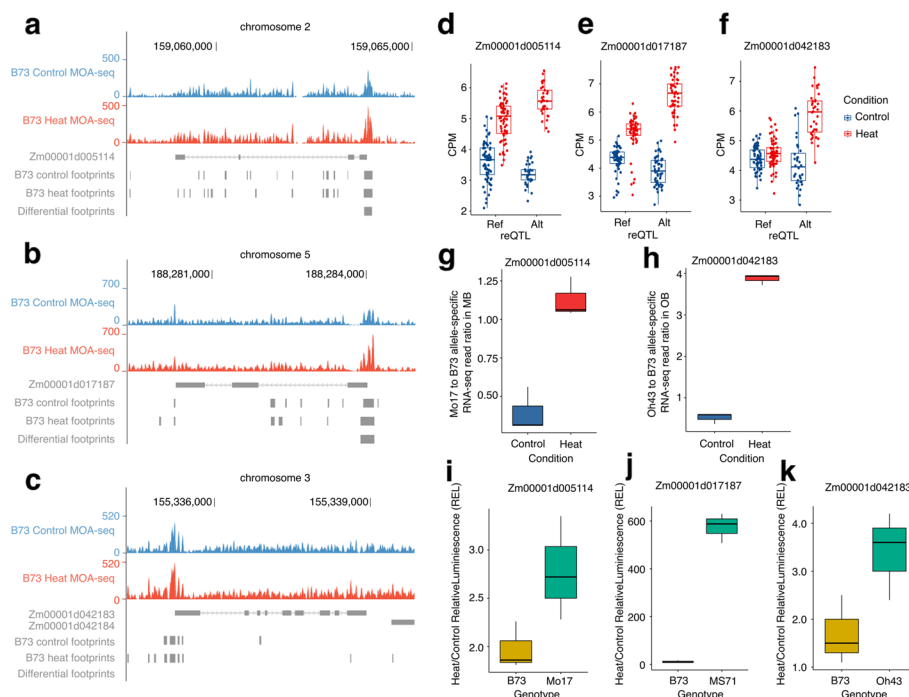 a
chromosome 2
159,060,000
159,065,000
500
B73 Control MOA-seq
0
500
B73 Heat MOA-seq
0
Zm00001d005114
B73 control footprints
B73 heat footprints
Differential footprints
b
chromosome 5
188,281,000
188,284,000
700
B73 Control MOA-seq
0
700
B73 Heat MOA-seq
0
Zm00001d017187
B73 control footprints
B73 heat footprints
Differential footprints
c
chromosome 3
155,336,000
155,339,000
520
B73 Control MOA-seq
0
520
B73 Heat MOA-seq
0
Zm00001d042183
Zm00001d042184
B73 control footprints
B73 heat footprints
Differential footprints
d
Zm00001d005114
CPM
6
5
4
3
2
Ref Alt
reQTL
e
Zm00001d017187
CPM
7
6
5
4
3
Ref Alt
reQTL
f
Zm00001d042183
CPM
7
6
5
4
3
Ref Alt
reQTL
Condition
Control
Heat
g
Zm00001d005114
Mo17 to B73 allele-specific
RNA-seq read ratio in MB
1.25
1.00
0.75
0.50
Control Heat
Condition
h
Zm00001d042183
Oh43 to B73 allele-specific
RNA-seq read ratio in OB
4
3
2
1
Control Heat
Condition
i
Zm00001d005114
Heat/Control RelativeLuminiescence (REL)
3.0
2.5
2.0
B73 Mo17
Genotype
j
Zm00001d017187
Heat/Control RelativeLuminiescence (REL)
600
400
200
0
B73 MS71
Genotype
k
Zm00001d042183
Heat/Control RelativeLuminiescence (REL)
4.0
3.0
2.0
1.0
B73 Oh43
Genotype